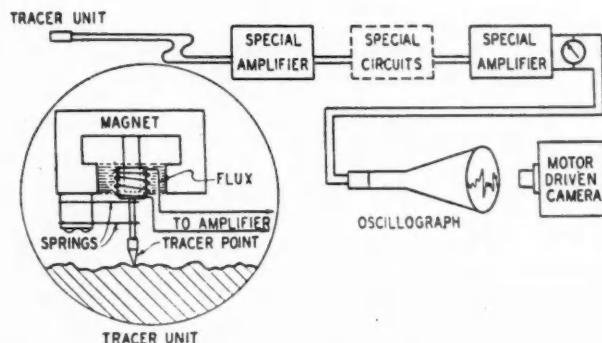 TRACER UNIT
SPECIAL
AMPLIFIER
SPECIAL
CIRCUITS
SPECIAL
AMPLIFIER
MAGNET
FLUX
TO AMPLIFIER
SPRINGS
TRACER POINT
TRACER UNIT
OSCILLOGRAPH
MOTOR
DRIVEN
CAMERA